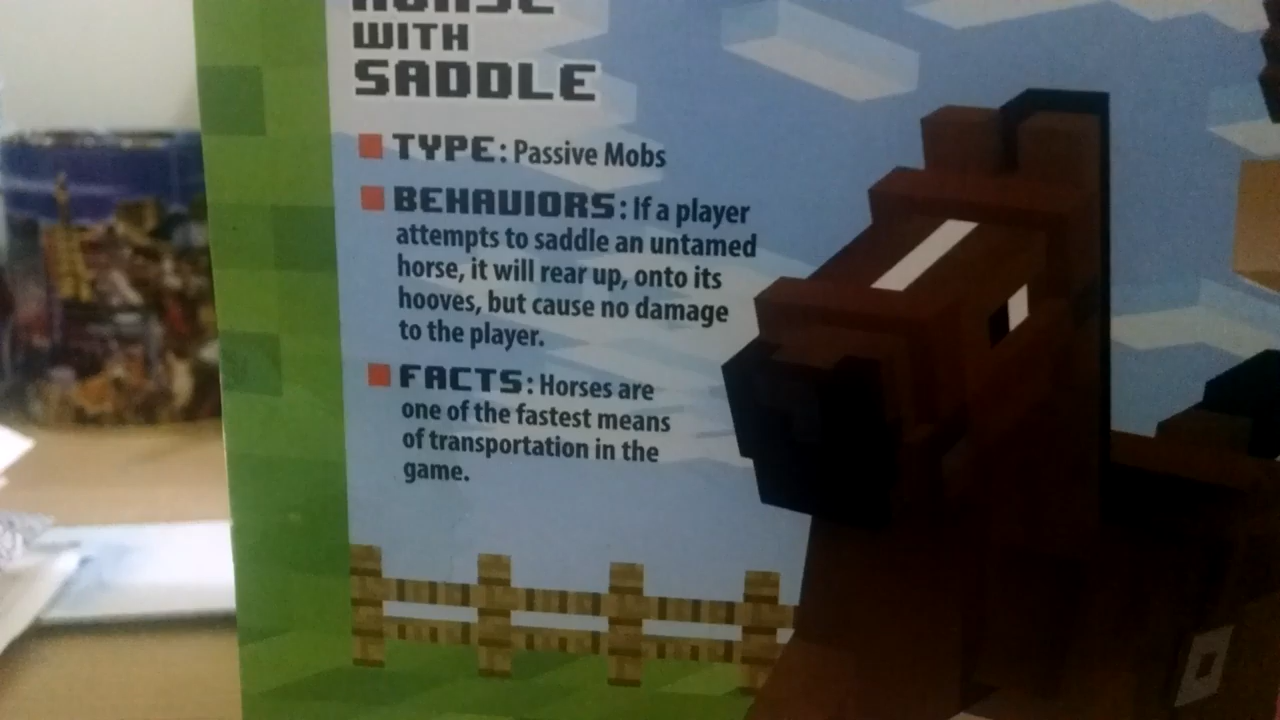 HORSE
WITH
SADDLE
TYPE: Passive Mobs
BEHAVIORS: If a player
attempts to saddle an untamed
horse, it will rear up, onto its
hooves, but cause no damage
to the player.
FACTS: Horses are
one of the fastest means
of transportation in the
game.